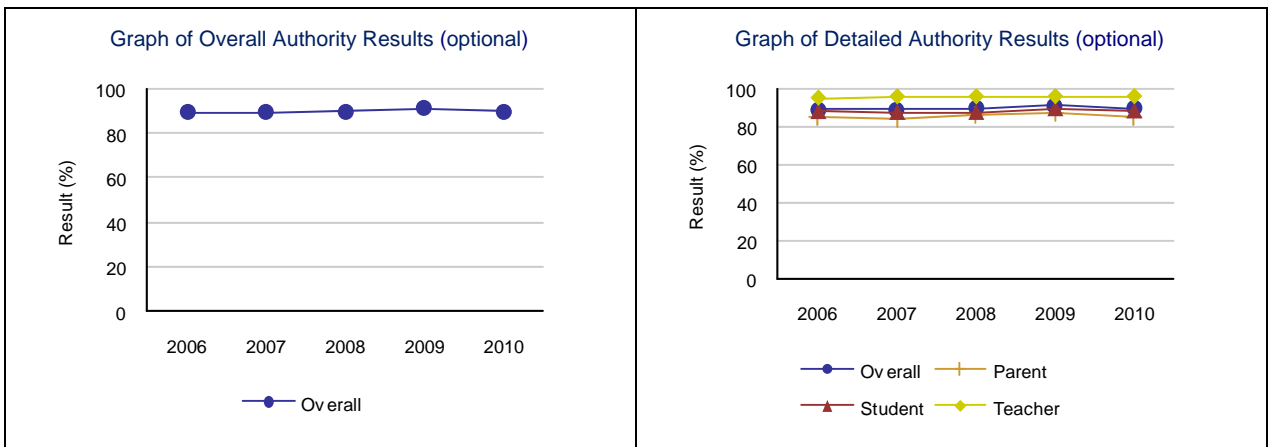 Graph of Overall Authority Results (optional)
100
80
60
40
20
0
Result (%)
2006 2007 2008 2009 2010
Ov erall
Graph of Detailed Authority Results (optional)
100
80
60
40
20
0
Result (%)
2006 2007 2008 2009 2010
Ov erall Parent
Student Teacher